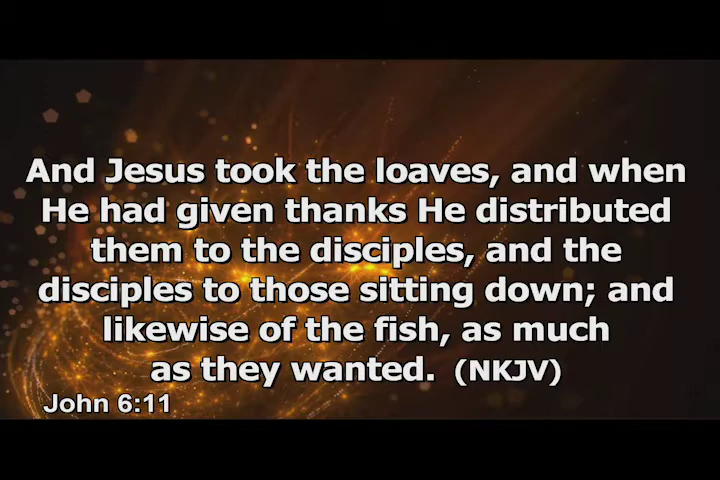 And Jesus took the loaves, and when
He had given thanks He distributed
them to the disciples, and the
disciples to those sitting down; and
likewise of the fish, as much
as they wanted. (NKJV)
John 6:11